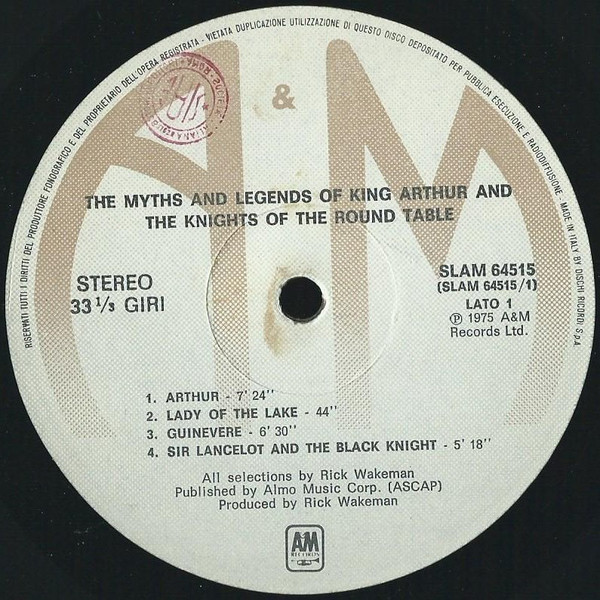 RISERVATI TUTTI I DIRITTI DEL PRODUTTORE FONOGRAFICO E DEL PROPRIETARIO DELL'OPERA REGISTRATA - VIETATA DUPLICAZIONE UTILIZZAZIONE DI QUESTO DISCO DEPOSITATO PER PUBBLICA ESECUZIONE E RADIODIFFUSIONE - MADE IN ITALY BY DISCHI RICORDI S.p.A.
A & M
THE MYTHS AND LEGENDS OF KING ARTHUR AND
THE KNIGHTS OF THE ROUND TABLE
STEREO
33 1/3 GIRI
SLAM 64515
(SLAM 64515/1)
LATO 1
℗ 1975 A&M
Records Ltd.
1. ARTHUR - 7' 24''
2. LADY OF THE LAKE - 44''
3. GUINEVERE - 6' 30''
4. SIR LANCELOT AND THE BLACK KNIGHT - 5' 18''
All selections by Rick Wakeman
Published by Almo Music Corp. (ASCAP)
Produced by Rick Wakeman
A&M
RECORDS